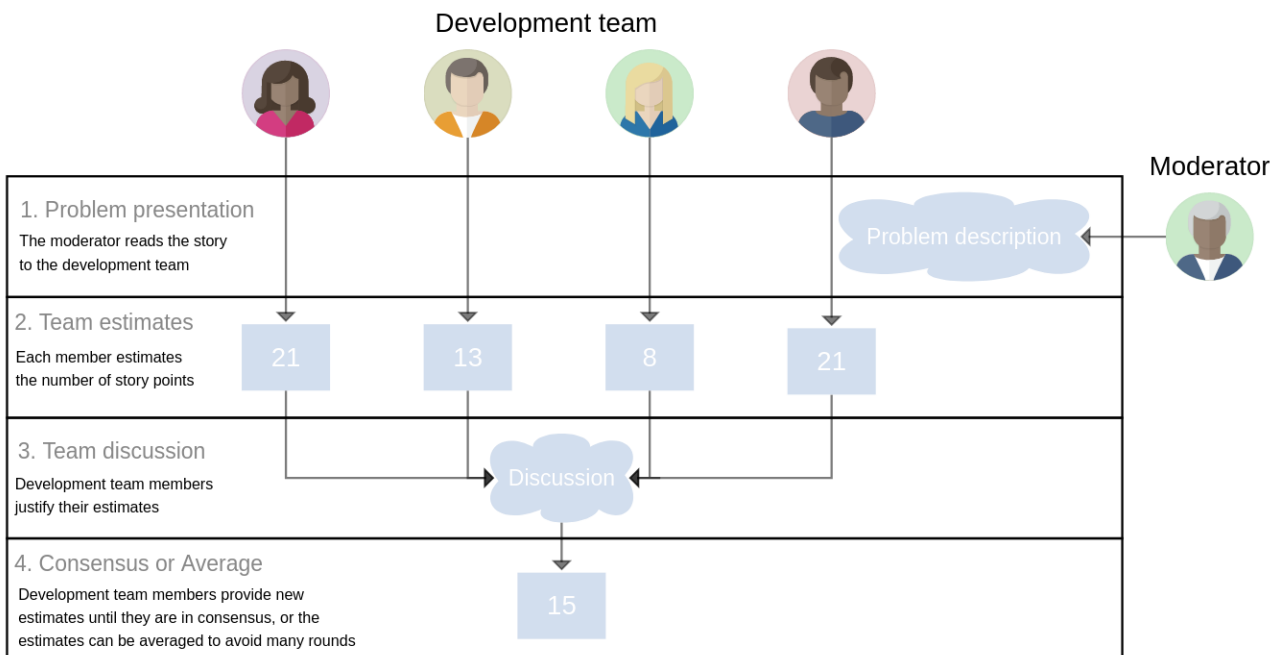 Development team
Moderator
1. Problem presentation
The moderator reads the story
to the development team
Problem description
2. Team estimates
Each member estimates
the number of story points
21
13
8
21
3. Team discussion
Development team members
justify their estimates
Discussion
4. Consensus or Average
Development team members provide new
estimates until they are in consensus, or the
estimates can be averaged to avoid many rounds
15